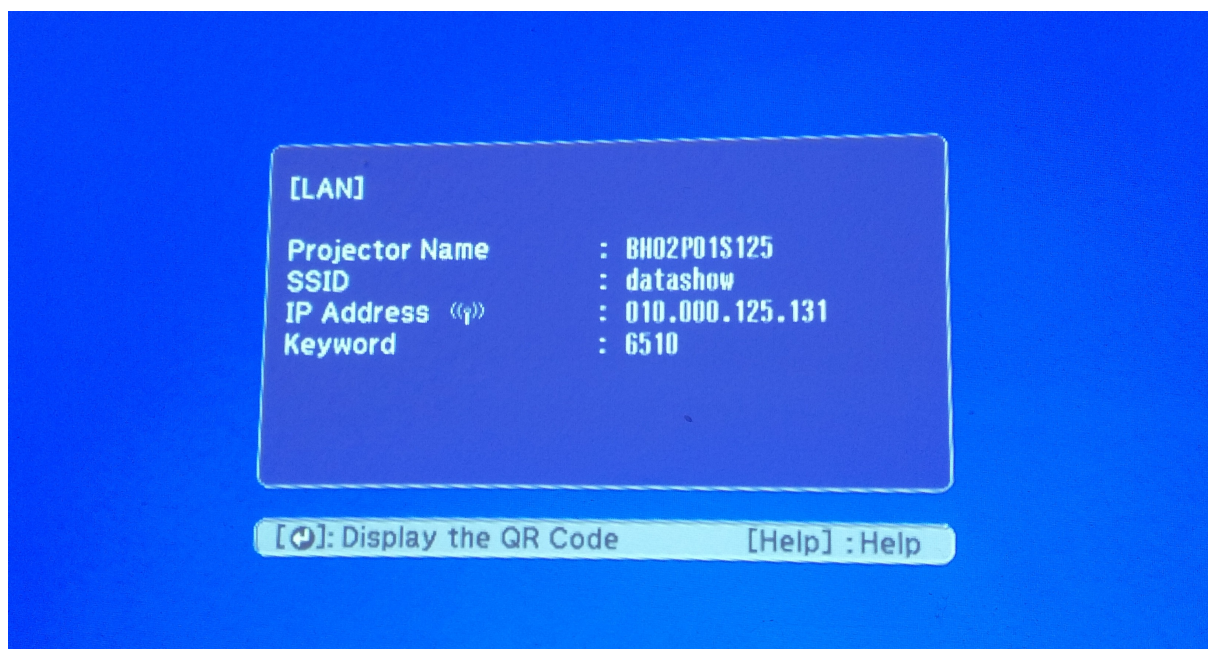 [LAN]
Projector Name : BH02P01S125
SSID : datashow
IP Address : 010.000.125.131
Keyword : 6510
[↵]: Display the QR Code [Help] : Help